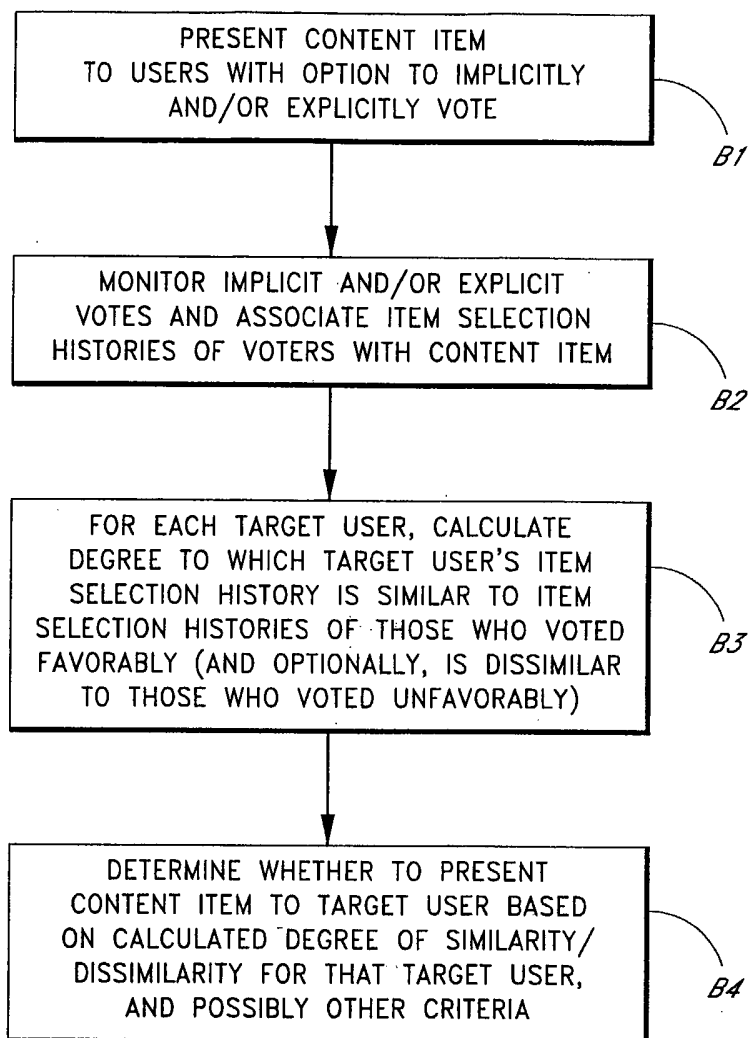 PRESENT CONTENT ITEM
TO USERS WITH OPTION TO IMPLICITLY
AND/OR EXPLICITLY VOTE
B1
MONITOR IMPLICIT AND/OR EXPLICIT
VOTES AND ASSOCIATE ITEM SELECTION
HISTORIES OF VOTERS WITH CONTENT ITEM
B2
FOR EACH TARGET USER, CALCULATE
DEGREE TO WHICH TARGET USER'S ITEM
SELECTION HISTORY IS SIMILAR TO ITEM
SELECTION HISTORIES OF THOSE WHO VOTED
FAVORABLY (AND OPTIONALLY, IS DISSIMILAR
TO THOSE WHO VOTED UNFAVORABLY)
B3
DETERMINE WHETHER TO PRESENT
CONTENT ITEM TO TARGET USER BASED
ON CALCULATED DEGREE OF SIMILARITY/
DISSIMILARITY FOR THAT TARGET USER,
AND POSSIBLY OTHER CRITERIA
B4